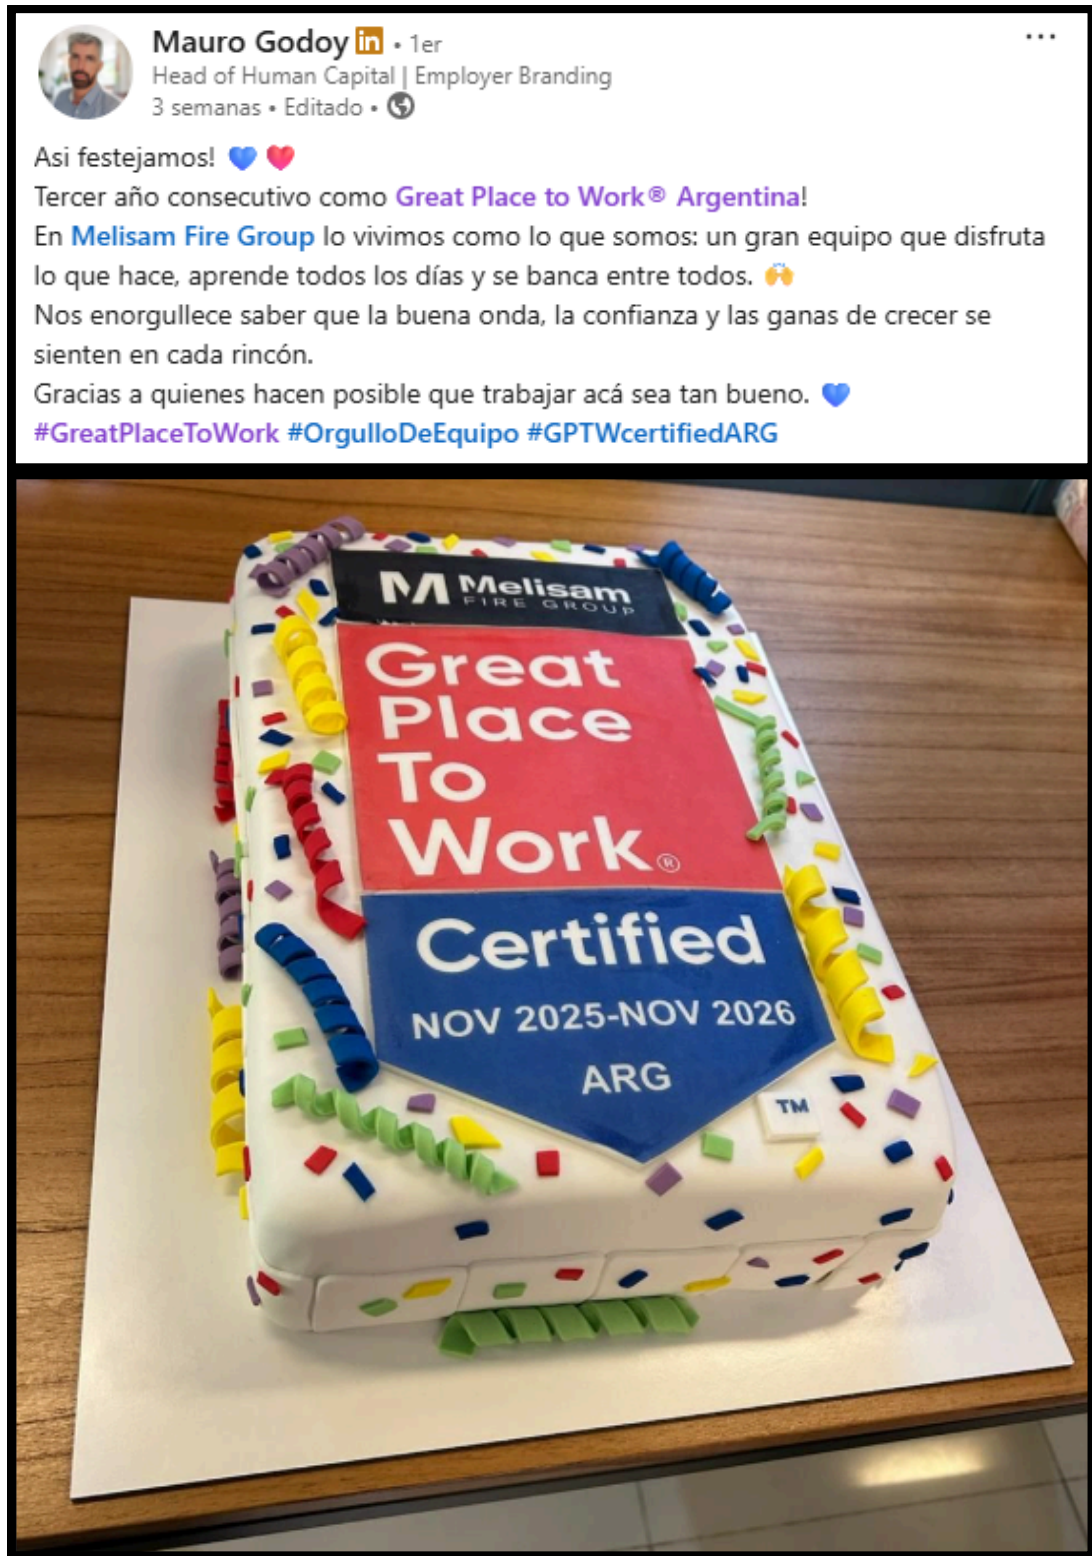 Mauro Godoy in • 1er
Head of Human Capital | Employer Branding
3 semanas • Editado •
Asi festejamos! 💙 ❤️
Tercer año consecutivo como Great Place to Work® Argentina!
En Melisam Fire Group lo vivimos como lo que somos: un gran equipo que disfruta
lo que hace, aprende todos los días y se banca entre todos. 🙌
Nos enorgullece saber que la buena onda, la confianza y las ganas de crecer se
sienten en cada rincón.
Gracias a quienes hacen posible que trabajar acá sea tan bueno. 💙
#GreatPlaceToWork #OrgulloDeEquipo #GPTWcertifiedARG
M Melisam
FIRE GROUP
Great
Place
To
Work®
Certified
NOV 2025-NOV 2026
ARG
TM